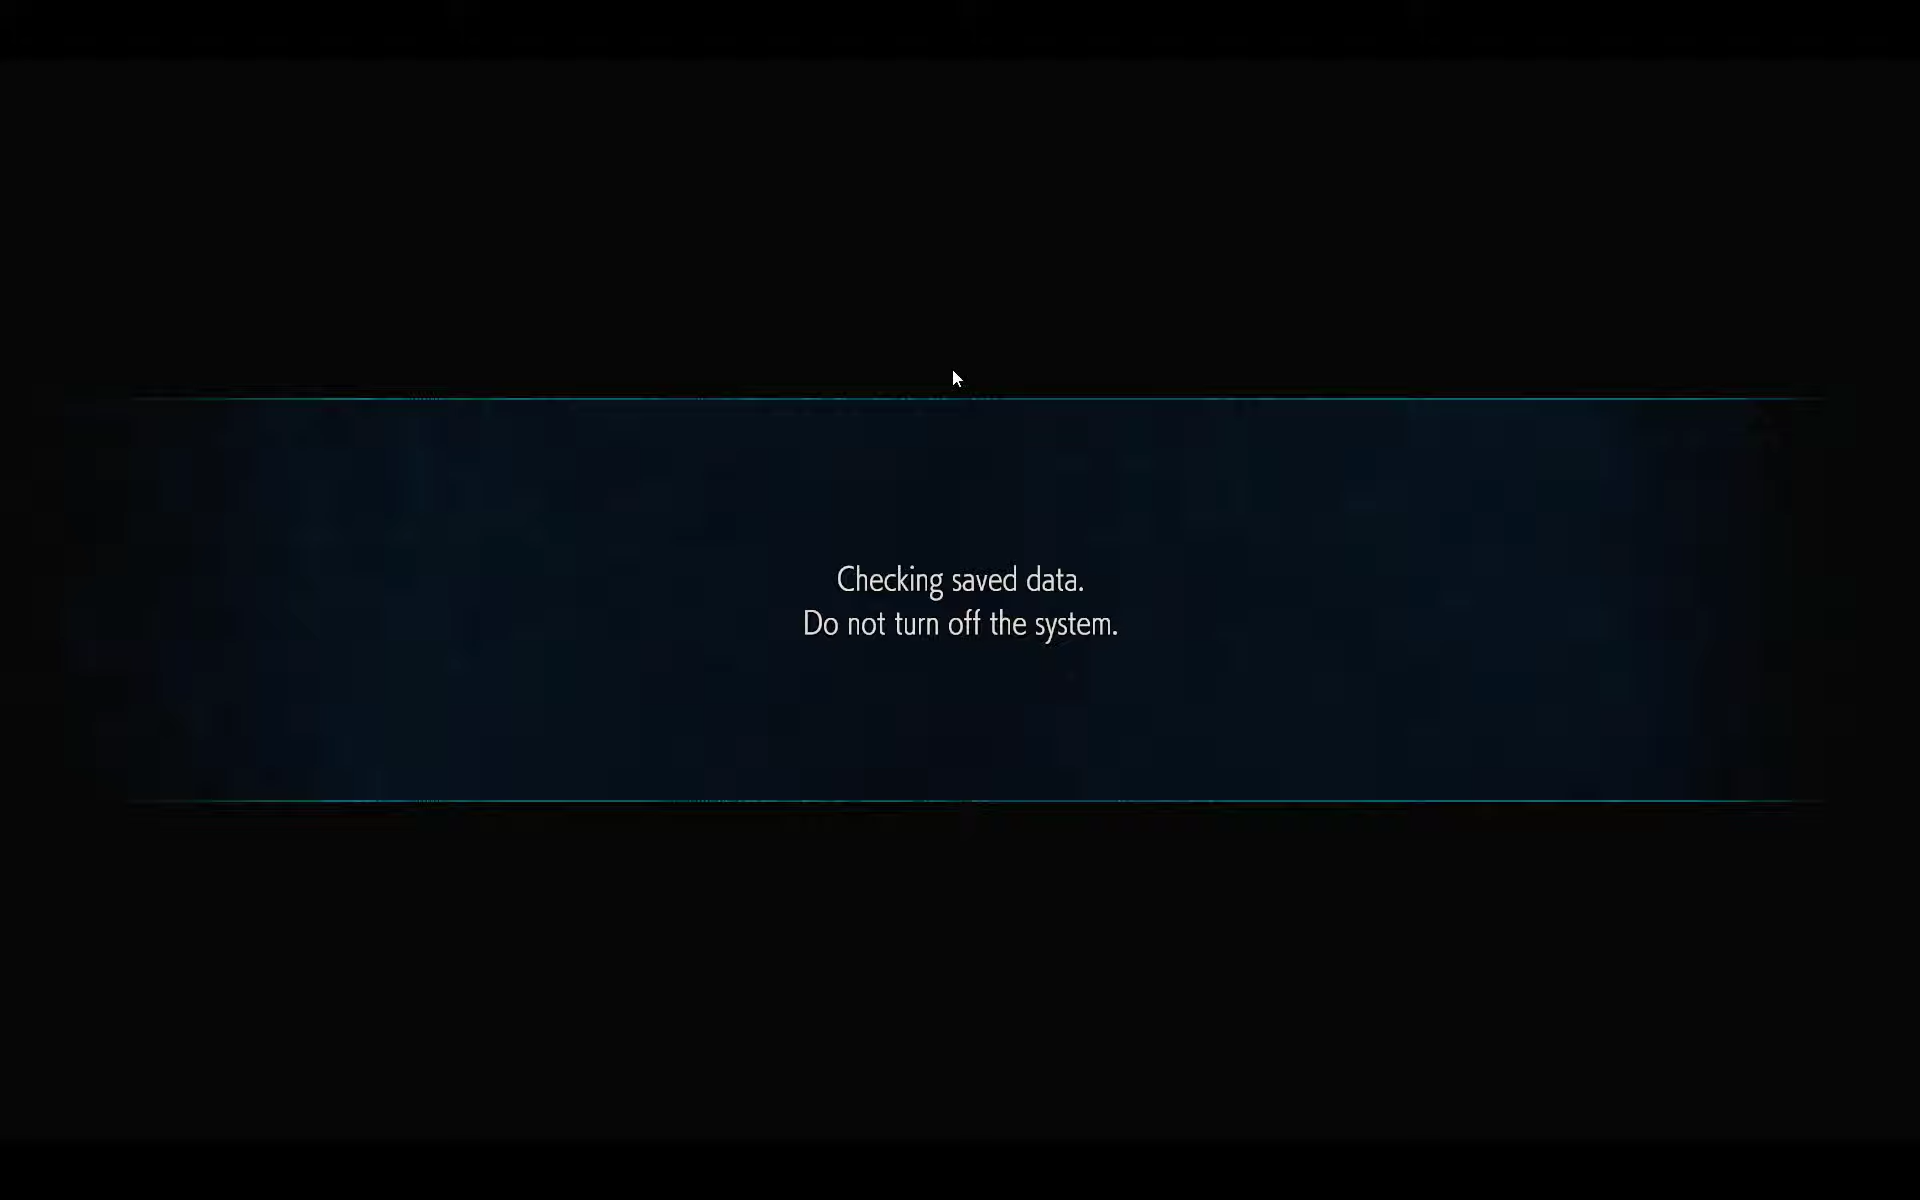 Checking saved data.
Do not turn off the system.